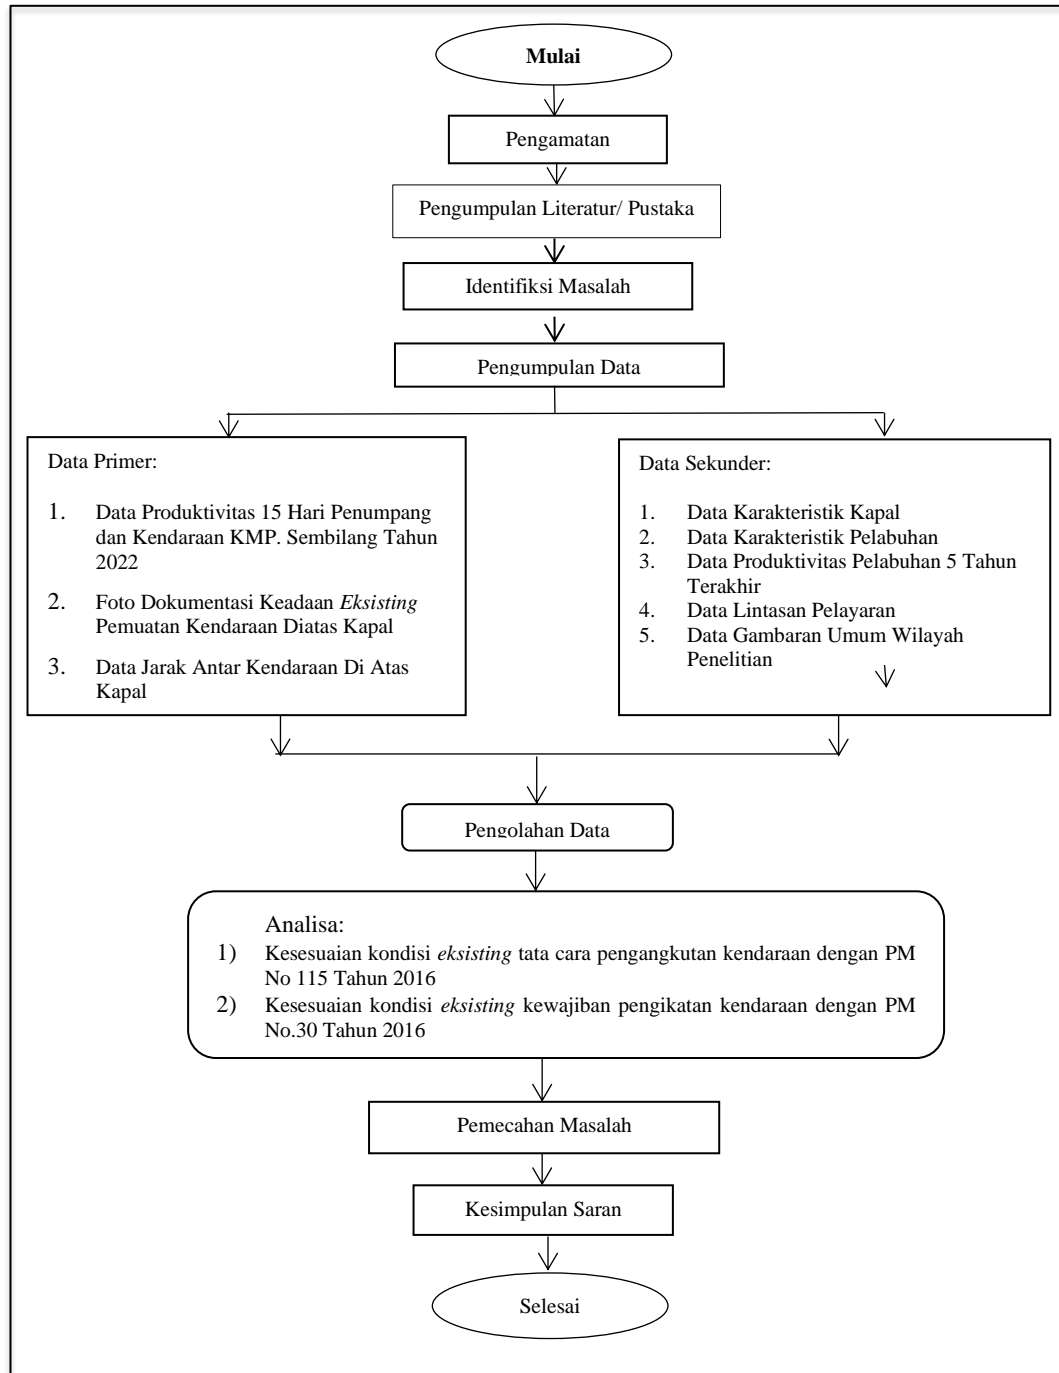 Mulai
Pengamatan
Pengumpulan Literatur/ Pustaka
Identifiksi Masalah
Pengumpulan Data
Data Primer:
1. Data Produktivitas 15 Hari Penumpang
dan Kendaraan KMP. Sembilang Tahun
2022
2. Foto Dokumentasi Keadaan Eksisting
Pemuatan Kendaraan Diatas Kapal
3. Data Jarak Antar Kendaraan Di Atas
Kapal
Data Sekunder:
1. Data Karakteristik Kapal
2. Data Karakteristik Pelabuhan
3. Data Produktivitas Pelabuhan 5 Tahun
Terakhir
4. Data Lintasan Pelayaran
5. Data Gambaran Umum Wilayah
Penelitian
Pengolahan Data
Analisa:
1) Kesesuaian kondisi eksisting tata cara pengangkutan kendaraan dengan PM
No 115 Tahun 2016
2) Kesesuaian kondisi eksisting kewajiban pengikatan kendaraan dengan PM
No.30 Tahun 2016
Pemecahan Masalah
Kesimpulan Saran
Selesai